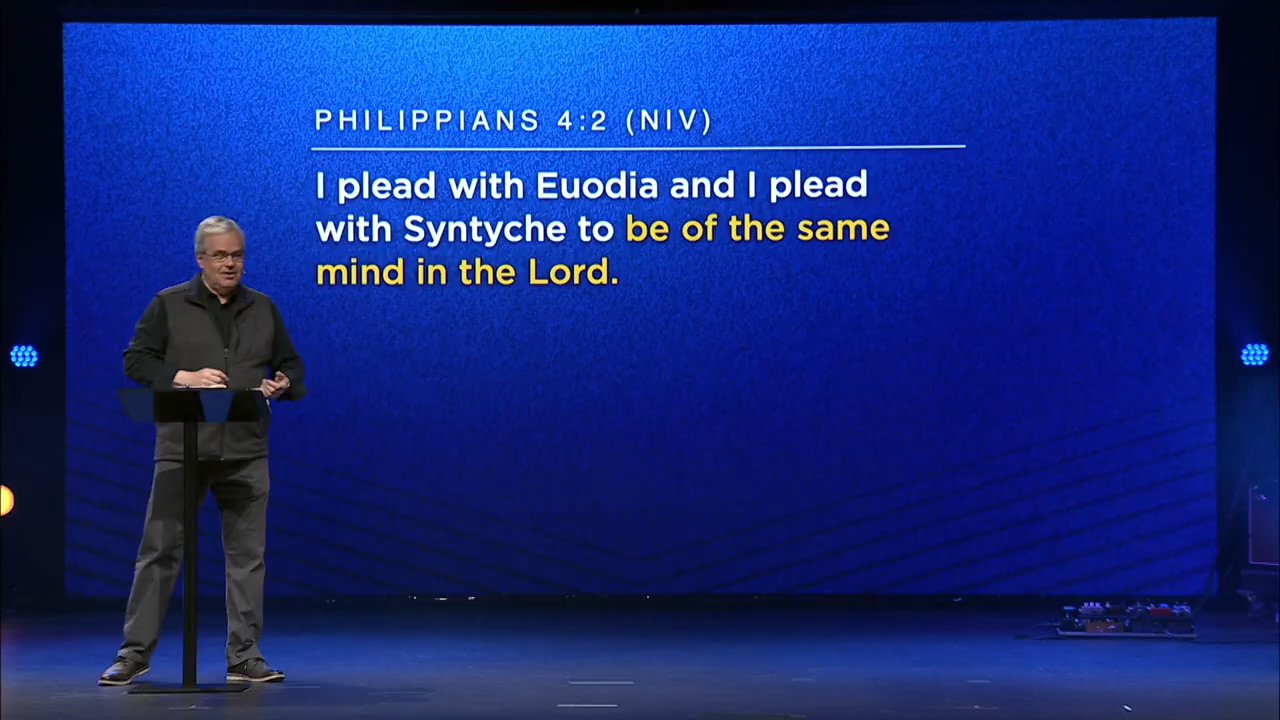 PHILIPPIANS 4:2 (NIV)
I plead with Euodia and I plead
with Syntyche to be of the same
mind in the Lord.